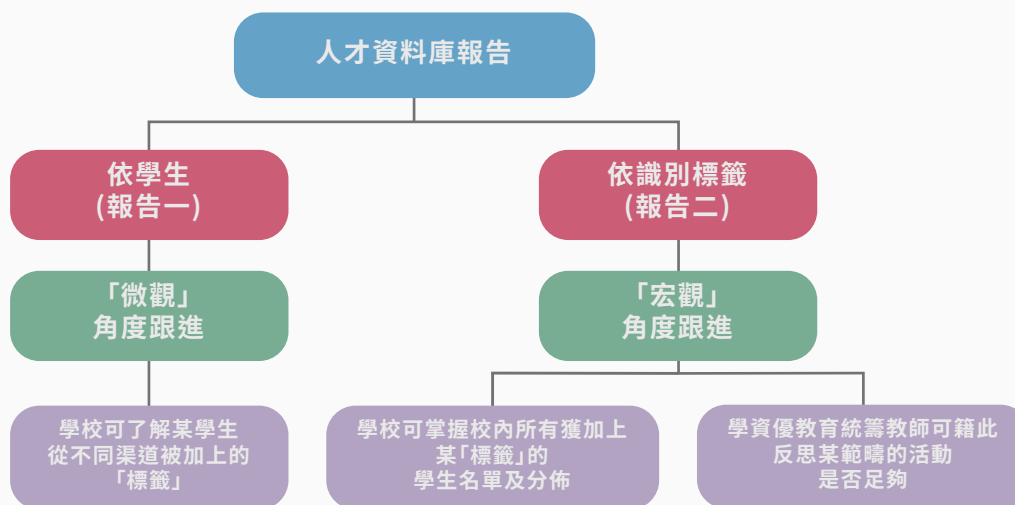 人才資料庫報告
依學生
(報告一)
依識別標籤
(報告二)
「微觀」
角度跟進
「宏觀」
角度跟進
學校可了解某學生
從不同渠道被加上的
「標籤」
學校可掌握校內所有獲加上
某「標籤」的
學生名單及分佈
學資優教育統籌教師可籍此
反思某範疇的活動
是否足夠